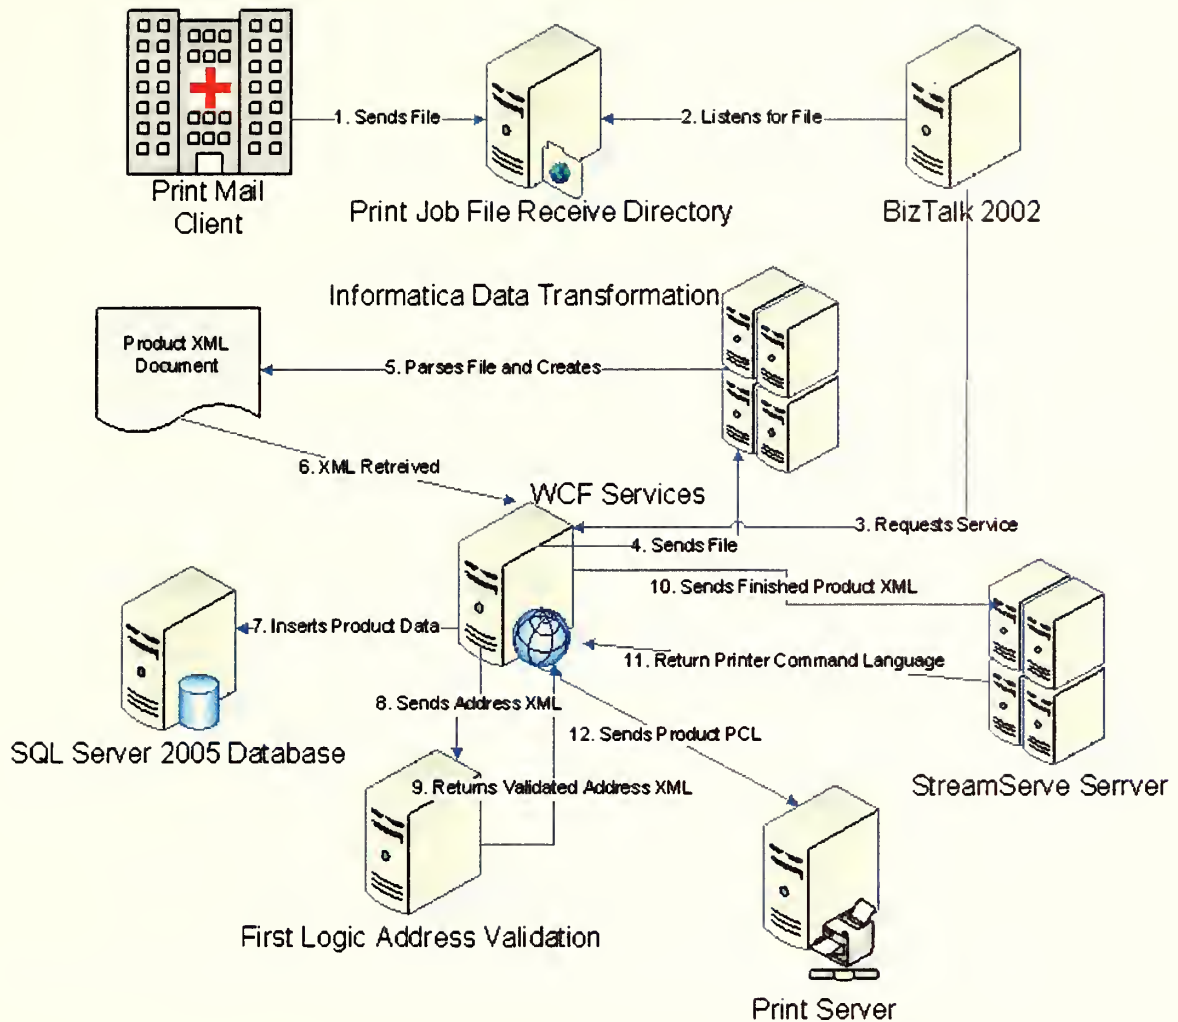 1. Sends File
2. Listens for File
Print Mail
Client
Print Job File Receive Directory
BizTalk 2002
Informatica Data Transformation
Product XML
Document
5. Parses File and Creates
6. XML Retreived
WCF Services
3. Requests Service
4. Sends File
10. Sends Finished Product XML
7. Inserts Product Data
11. Return Printer Command Language
8. Sends Address XML
12. Sends Product PCL
SQL Server 2005 Database
9. Returns Validated Address XML
StreamServe Serrver
First Logic Address Validation
Print Server